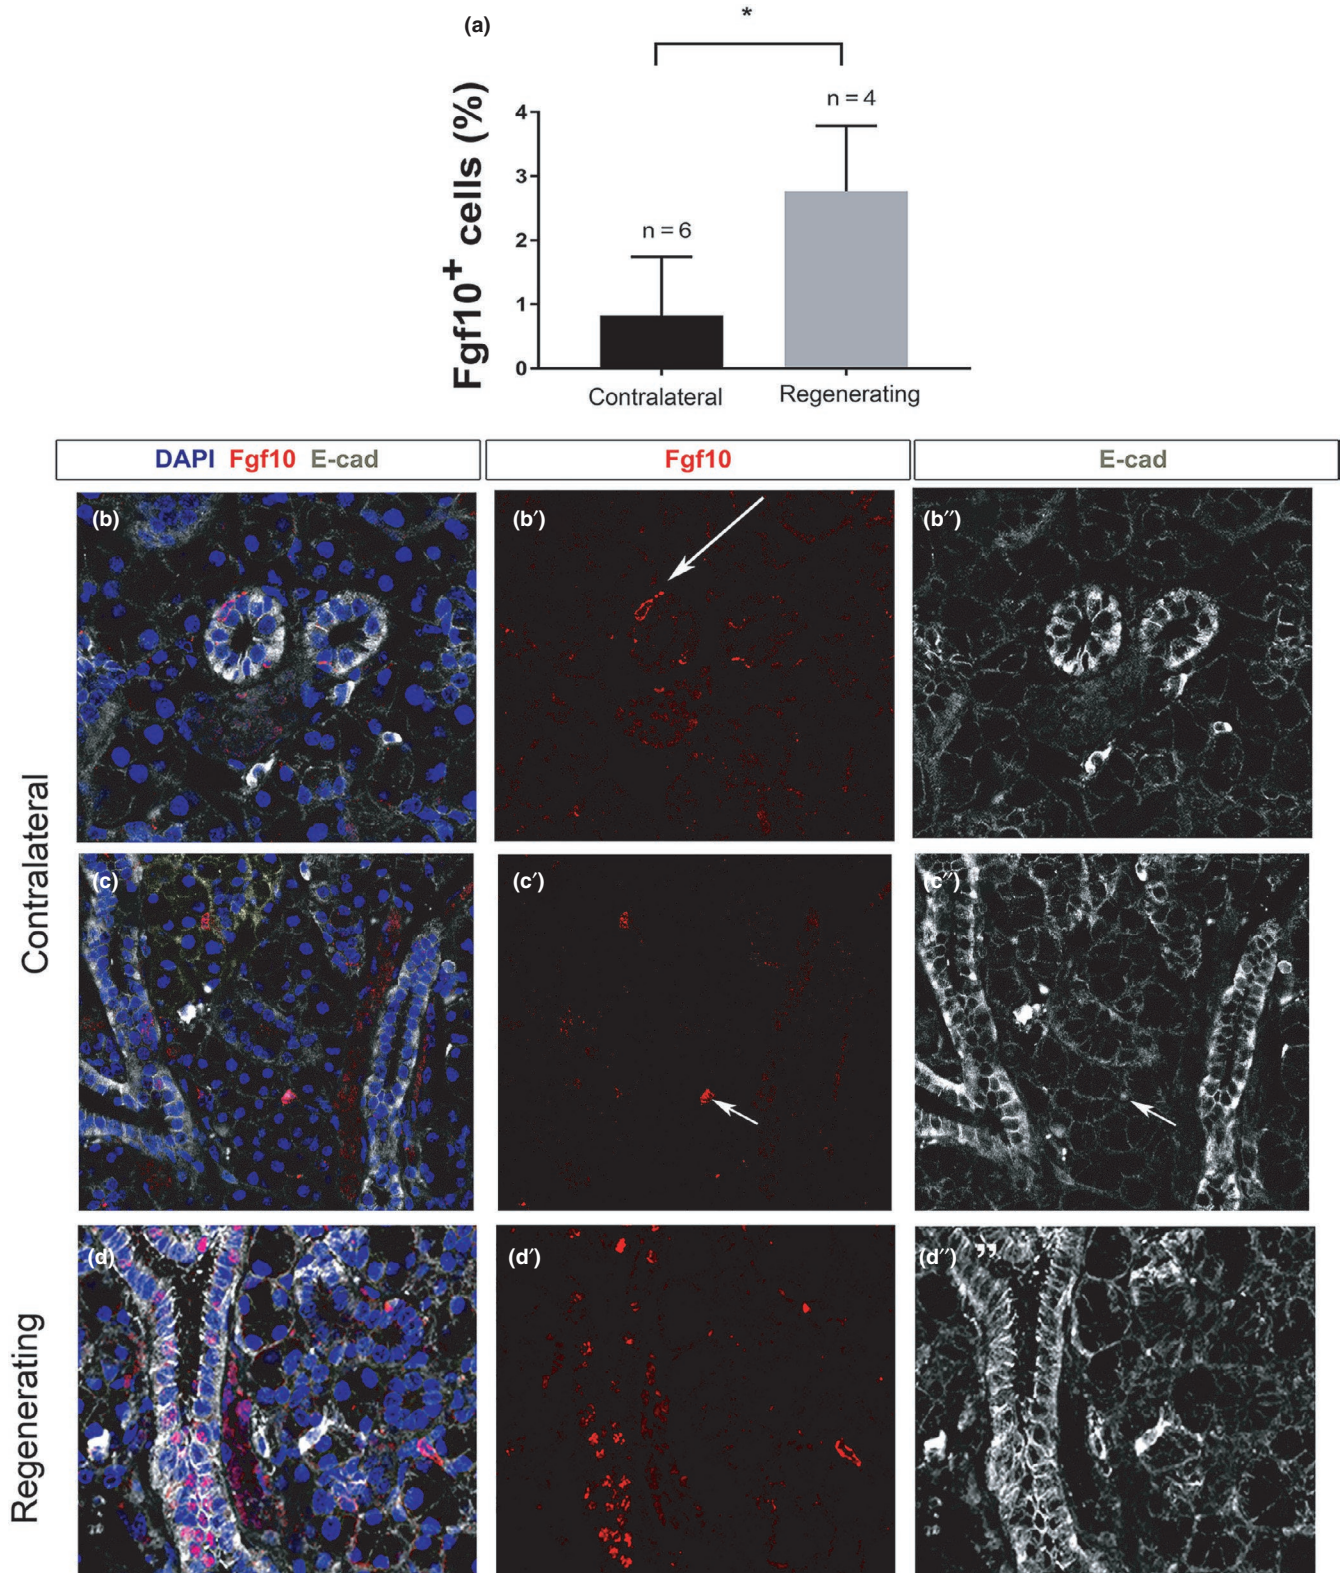 (a)
*
n = 4
n = 6
Fgf10+ cells (%)
4
3
2
1
0
Contralateral
Regenerating
DAPI Fgf10 E-cad
Fgf10
E-cad
Contralateral
(b)
(b′)
(b″)
(c)
(c′)
(c″)
Regenerating
(d)
(d′)
(d″)
”